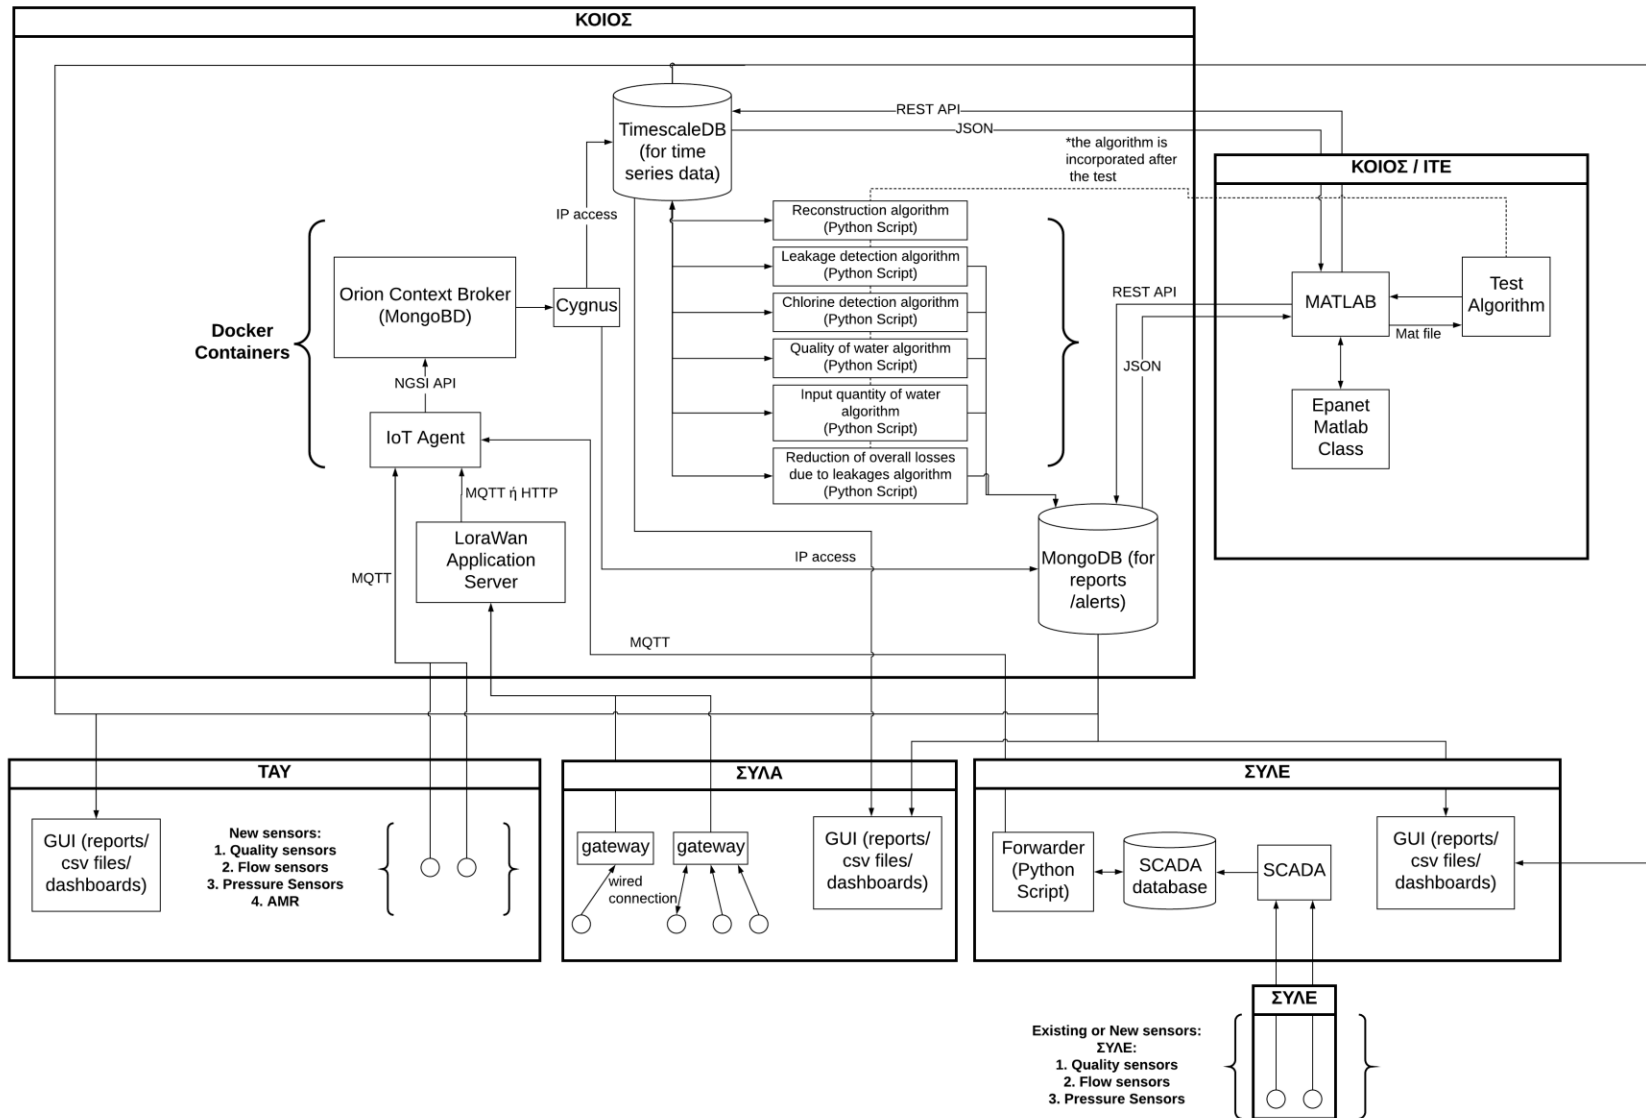 ΚΟΙΟΣ
TimescaleDB
(for time
series data)
REST API
JSON
*the algorithm is
incorporated after
the test
ΚΟΙΟΣ / ΙΤΕ
IP access
Reconstruction algorithm
(Python Script)
Leakage detection algorithm
(Python Script)
Chlorine detection algorithm
(Python Script)
Quality of water algorithm
(Python Script)
Input quantity of water
algorithm
(Python Script)
Reduction of overall losses
due to leakages algorithm
(Python Script)
Docker
Containers
Orion Context Broker
(MongoBD)
Cygnus
NGSI API
IoT Agent
MQTT ή HTTP
LoraWan
Application
Server
MQTT
IP access
MongoDB (for
reports
/alerts)
MQTT
REST API
JSON
MATLAB
Mat file
Test
Algorithm
Epanet
Matlab
Class
ΤΑΥ
GUI (reports/
csv files/
dashboards)
New sensors:
1. Quality sensors
2. Flow sensors
3. Pressure Sensors
4. AMR
ΣΥΛΑ
gateway
gateway
wired
connection
GUI (reports/
csv files/
dashboards)
ΣΥΛΕ
Forwarder
(Python
Script)
SCADA
database
SCADA
GUI (reports/
csv files/
dashboards)
ΣΥΛΕ
Existing or New sensors:
ΣΥΛΕ:
1. Quality sensors
2. Flow sensors
3. Pressure Sensors